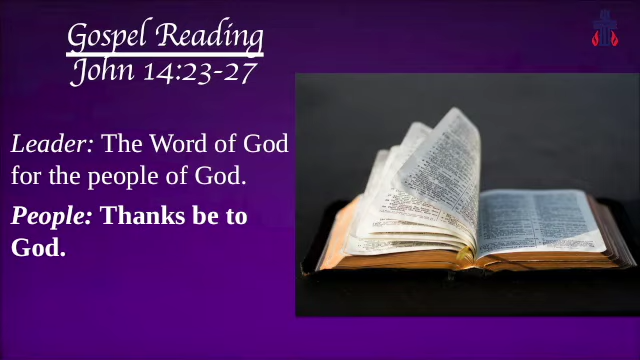 Gospel Reading
John 14:23-27
Leader: The Word of God
for the people of God.
People: Thanks be to
God.